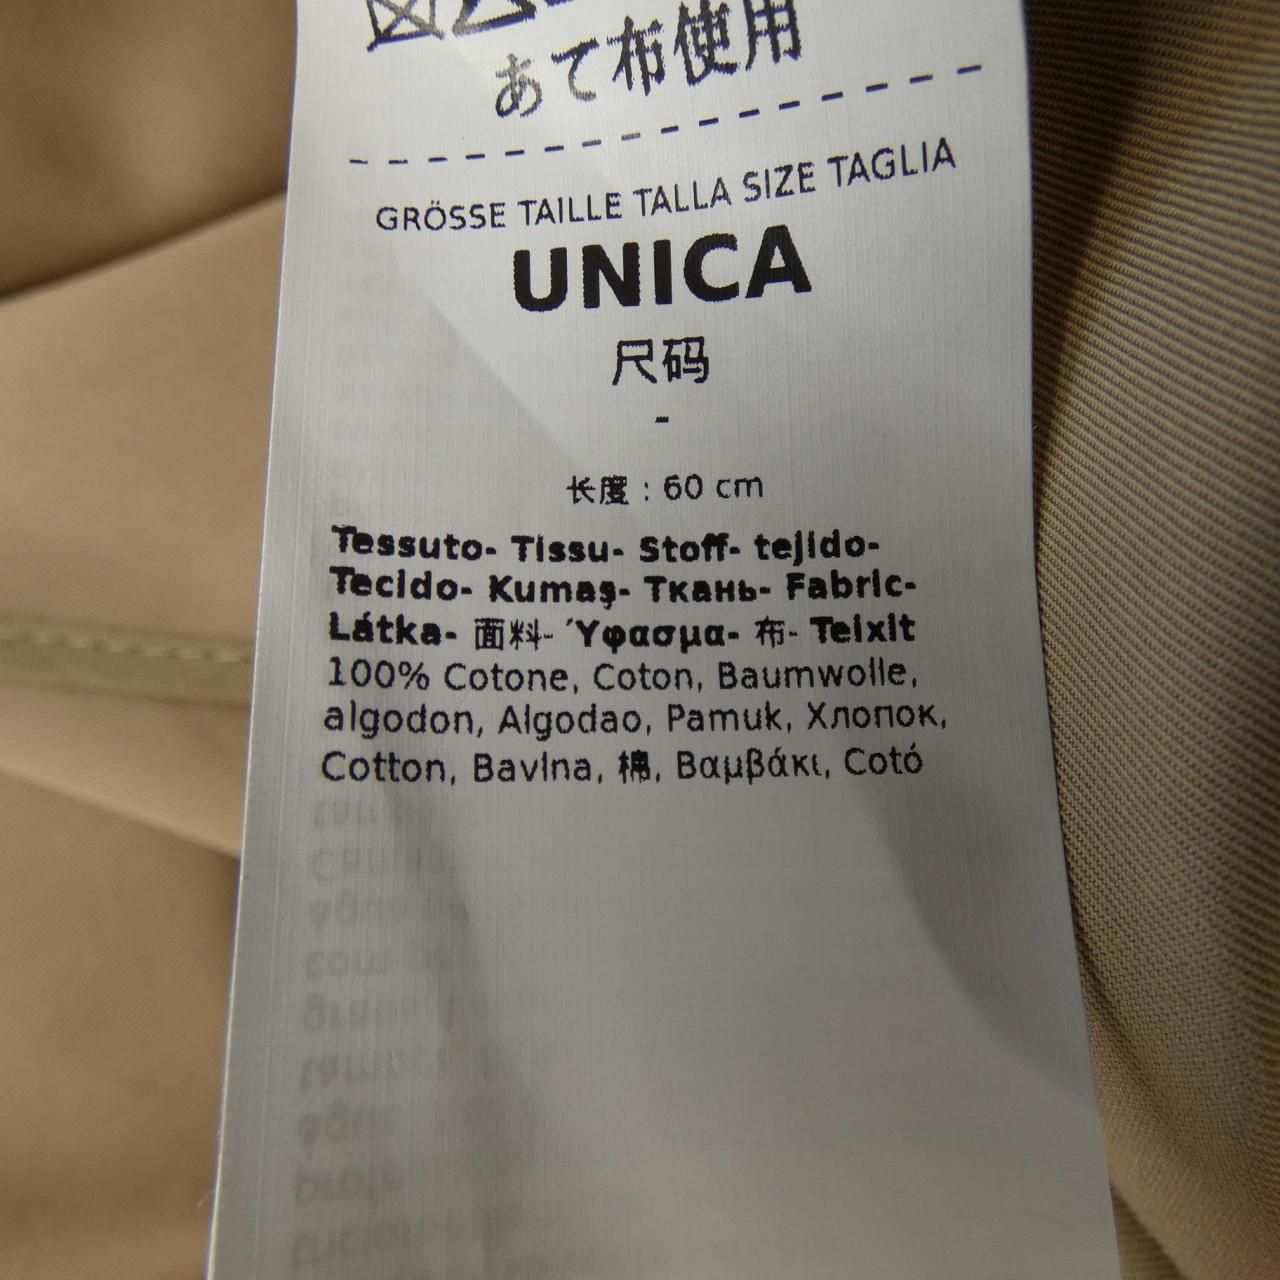 あて布使用
GRÖSSE TAILLE TALLA SIZE TAGLIA
UNICA
尺码
-
长度 : 60 cm
Tessuto- Tissu- Stoff- tejido-
Tecido- Kumaş- Ткань- Fabric-
Látka- 面料- Ύφασμα- 布- Teixit
100% Cotone, Coton, Baumwolle,
algodon, Algodao, Pamuk, Хлопок,
Cotton, Bavlna, 棉, Βαμβάκι, Cotó